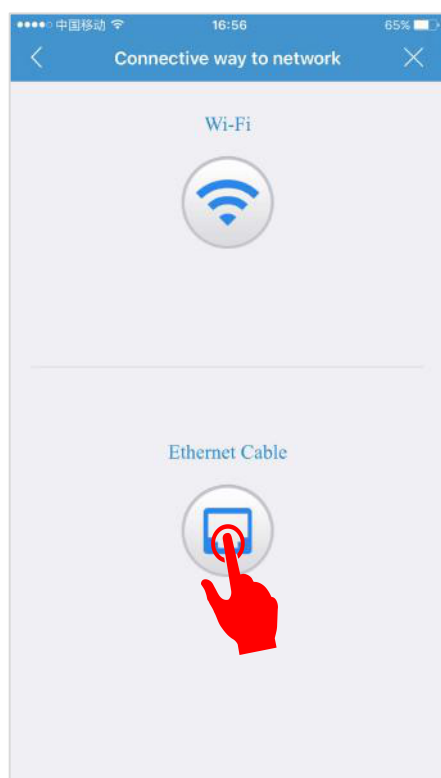 中国移动 16:56 65%
Connective way to network
Wi-Fi
Ethernet Cable